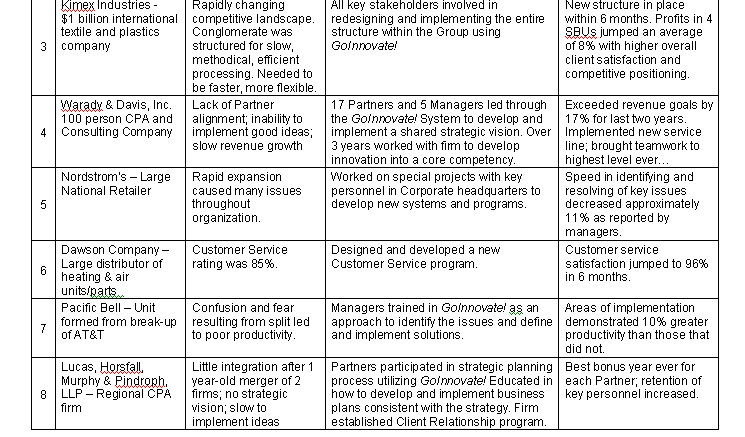 3
Kimex Industries -
$1 billion international
textile and plastics
company
Rapidly changing
competitive landscape.
Conglomerate was
structured for slow,
methodical, efficient
processing. Needed to
be faster, more flexible.
All key stakeholders involved in
redesigning and implementing the entire
structure within the Group using
GoInnovate!
New structure in place
within 6 months. Profits in 4
SBUs jumped an average
of 8% with higher overall
client satisfaction and
competitive positioning.
4
Warady & Davis, Inc.
100 person CPA and
Consulting Company
Lack of Partner
alignment; inability to
implement good ideas;
slow revenue growth
17 Partners and 5 Managers led through
the GoInnovate! System to develop and
implement a shared strategic vision. Over
3 years worked with firm to develop
innovation into a core competency.
Exceeded revenue goals by
17% for last two years.
Implemented new service
line; brought teamwork to
highest level ever…
5
Nordstrom's – Large
National Retailer
Rapid expansion
caused many issues
throughout
organization.
Worked on special projects with key
personnel in Corporate headquarters to
develop new systems and programs.
Speed in identifying and
resolving of key issues
decreased approximately
11% as reported by
managers.
6
Dawson Company –
Large distributor of
heating & air
units/parts..
Customer Service
rating was 85%.
Designed and developed a new
Customer Service program.
Customer service
satisfaction jumped to 96%
in 6 months.
7
Pacific Bell – Unit
formed from break-up
of AT&T
Confusion and fear
resulting from split led
to poor productivity.
Managers trained in GoInnovate! as an
approach to identify the issues and define
and implement solutions.
Areas of implementation
demonstrated 10% greater
productivity than those that
did not.
8
Lucas, Horsfall,
Murphy & Pindroph,
LLP – Regional CPA
firm
Little integration after 1
year-old merger of 2
firms; no strategic
vision; slow to
implement ideas
Partners participated in strategic planning
process utilizing GoInnovate! Educated in
how to develop and implement business
plans consistent with the strategy. Firm
established Client Relationship program.
Best bonus year ever for
each Partner; retention of
key personnel increased.